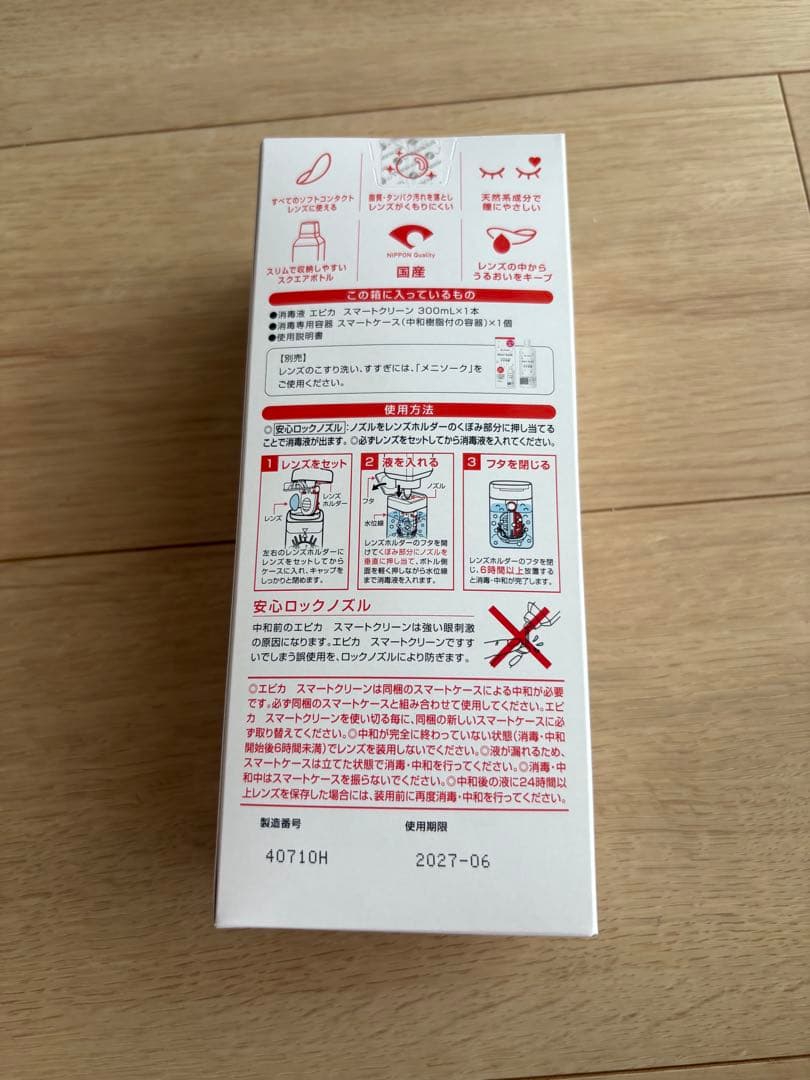 すべてのソフトコンタクト
レンズに使える
脂質・タンパク汚れを落とし
レンズがくもりにくい
天然系成分で
瞳にやさしい
スリムで収納しやすい
スクエアボトル
NIPPON Quality
国産
レンズの中から
うるおいをキープ
この箱に入っているもの
●消毒液 エピカ スマートクリーン 300mL×1本
●消毒専用容器 スマートケース(中和樹脂付の容器)×1個
●使用説明書
【別売】
レンズのこすり洗い、すすぎには、「メニソーク」を
ご使用ください。
使用方法
◎安心ロックノズル:ノズルをレンズホルダーのくぼみ部分に押し当てる
ことで消毒液が出ます。◎必ずレンズをセットしてから消毒液を入れてください。
1 レンズをセット
レンズ
ホルダー
レンズ
左右のレンズホルダーに
レンズをセットしてから
ケースに入れ、キャップを
しっかりと閉めます。
2 液を入れる
フタ
ノズル
水位線
レンズホルダーのフタを開
けてくぼみ部分にノズルを
垂直に押し当て、ボトル側
面を軽く押しながら水位線
まで消毒液を入れます。
3 フタを閉じる
レンズホルダーのフタを閉
じ、6時間以上放置する
と消毒・中和が完了します。
安心ロックノズル
中和前のエピカ スマートクリーンは強い眼刺激
の原因になります。エピカ スマートクリーンですす
いでしまう誤使用を、ロックノズルにより防ぎます。
◎エピカ スマートクリーンは同梱のスマートケースによる中和が必要
です。必ず同梱のスマートケースと組み合わせて使用してください。エピ
カ スマートクリーンを使い切る毎に、同梱の新しいスマートケースに必
ず取り替えてください。◎中和が完全に終わっていない状態(消毒・中和
開始後6時間未満)でレンズを装用しないでください。◎液が漏れるため、
スマートケースは立てた状態で消毒・中和を行ってください。◎消毒・中
和中はスマートケースを振らないでください。◎中和後の液に24時間以
上レンズを保存した場合には、装用前に再度消毒・中和を行ってください。
製造番号
使用期限
40710H
2027-06